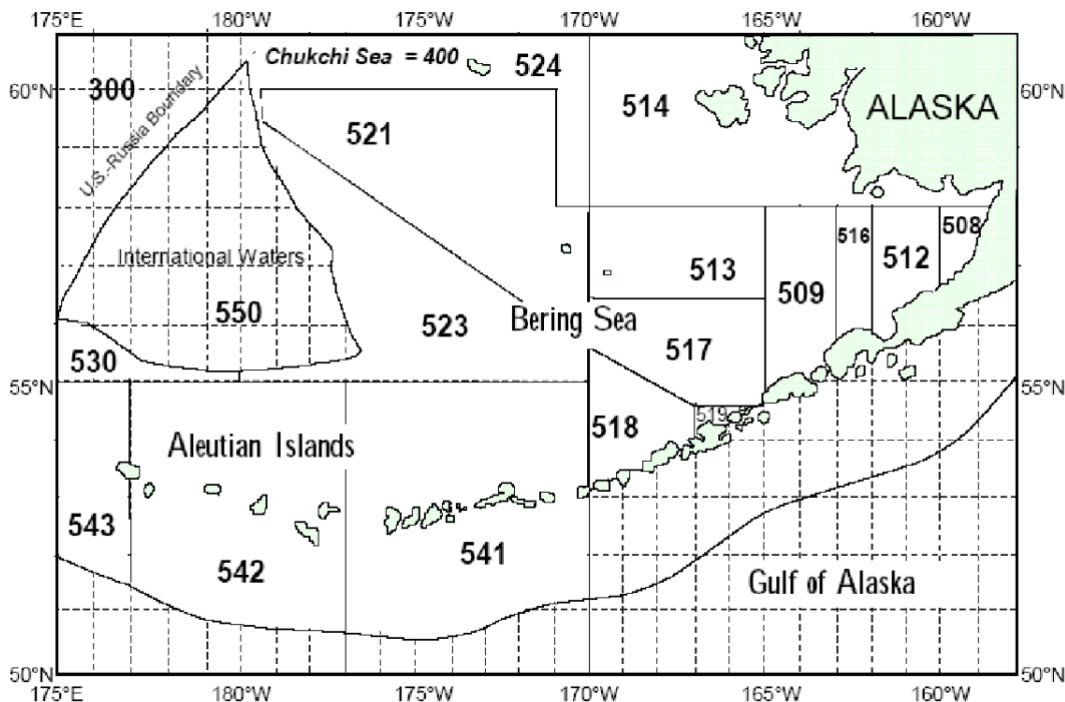 175°E 180°W 175°W 170°W 165°W 160°W
Chukchi Sea = 400
524
300
60°N
60°N
514
ALASKA
521
U.S.-Russia Boundary
508
516
International Waters
513
512
509
550
523
Bering Sea
517
530
55°N
55°N
519
518
Aleutian Islands
543
541
542
Gulf of Alaska
50°N
50°N
175°E 180°W 175°W 170°W 165°W 160°W